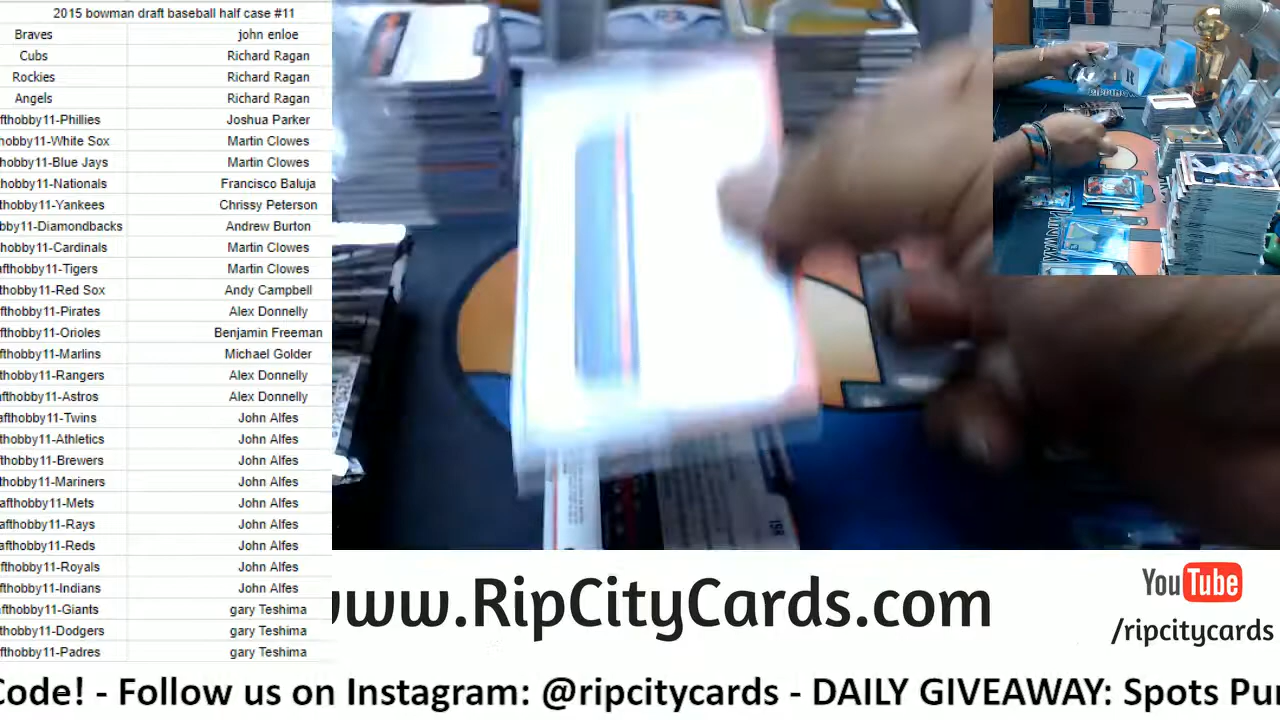 2015 bowman draft baseball half case #11
Braves john enloe
Cubs Richard Ragan
Rockies Richard Ragan
Angels Richard Ragan
fthobby11-Phillies Joshua Parker
hobby11-White Sox Martin Clowes
hobby11-Blue Jays Martin Clowes
thobby11-Nationals Francisco Baluja
thobby11-Yankees Chrissy Peterson
bby11-Diamondbacks Andrew Burton
hobby11-Cardinals Martin Clowes
afthobby11-Tigers Martin Clowes
fthobby11-Red Sox Andy Campbell
fthobby11-Pirates Alex Donnelly
fthobby11-Orioles Benjamin Freeman
fthobby11-Marlins Michael Golder
fthobby11-Rangers Alex Donnelly
afthobby11-Astros Alex Donnelly
afthobby11-Twins John Alfes
thobby11-Athletics John Alfes
fthobby11-Brewers John Alfes
thobby11-Mariners John Alfes
afthobby11-Mets John Alfes
afthobby11-Rays John Alfes
afthobby11-Reds John Alfes
fthobby11-Royals John Alfes
fthobby11-Indians John Alfes
fthobby11-Giants gary Teshima
thobby11-Dodgers gary Teshima
fthobby11-Padres gary Teshima
www.RipCityCards.com
YouTube
/ripcitycards
Code! - Follow us on Instagram: @ripcitycards - DAILY GIVEAWAY: Spots Pur